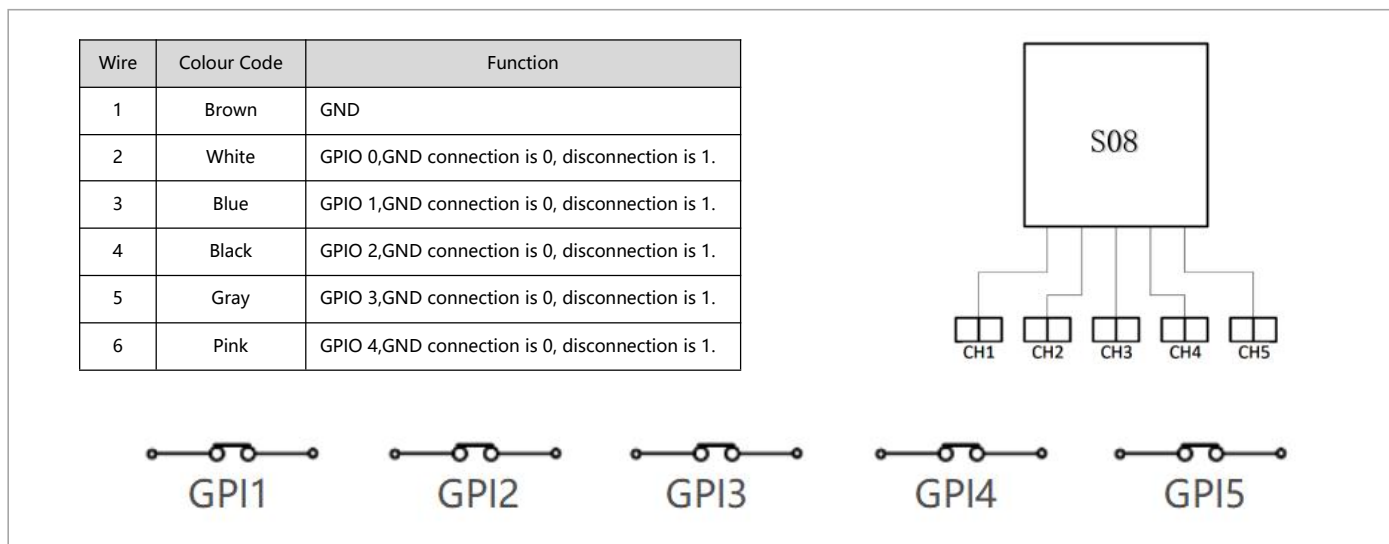 Wire Colour Code Function
1 Brown GND
2 White GPIO 0,GND connection is 0, disconnection is 1.
3 Blue GPIO 1,GND connection is 0, disconnection is 1.
4 Black GPIO 2,GND connection is 0, disconnection is 1.
5 Gray GPIO 3,GND connection is 0, disconnection is 1.
6 Pink GPIO 4,GND connection is 0, disconnection is 1.
S08
CH1 CH2 CH3 CH4 CH5
GPI1 GPI2 GPI3 GPI4 GPI5